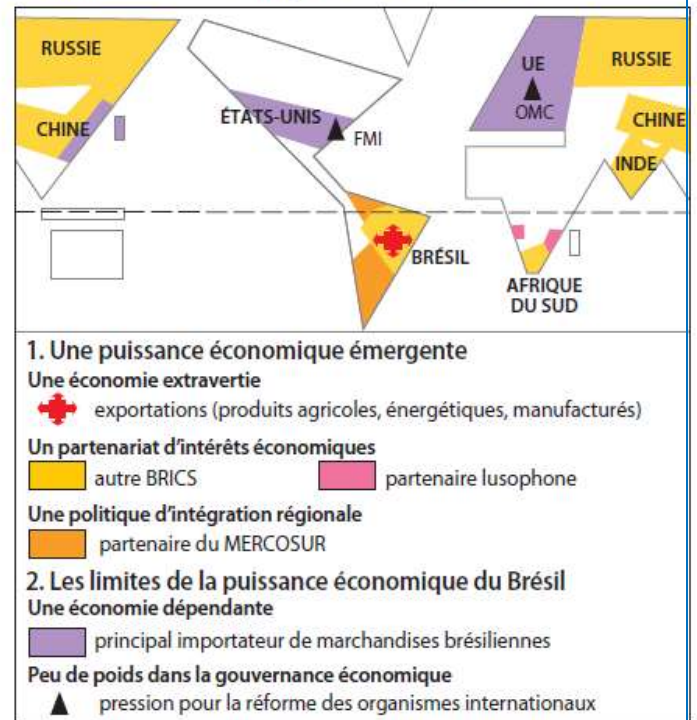 RUSSIE
UE
RUSSIE
ÉTATS-UNIS
OMC
CHINE
CHINE
FMI
INDE
BRÉSIL
AFRIQUE
DU SUD
1. Une puissance économique émergente
Une économie extravertie
exportations (produits agricoles, énergétiques, manufacturés)
Un partenariat d'intérêts économiques
autre BRICS
partenaire lusophone
Une politique d'intégration régionale
partenaire du MERCOSUR
2. Les limites de la puissance économique du Brésil
Une économie dépendante
principal importateur de marchandises brésiliennes
Peu de poids dans la gouvernance économique
pression pour la réforme des organismes internationaux